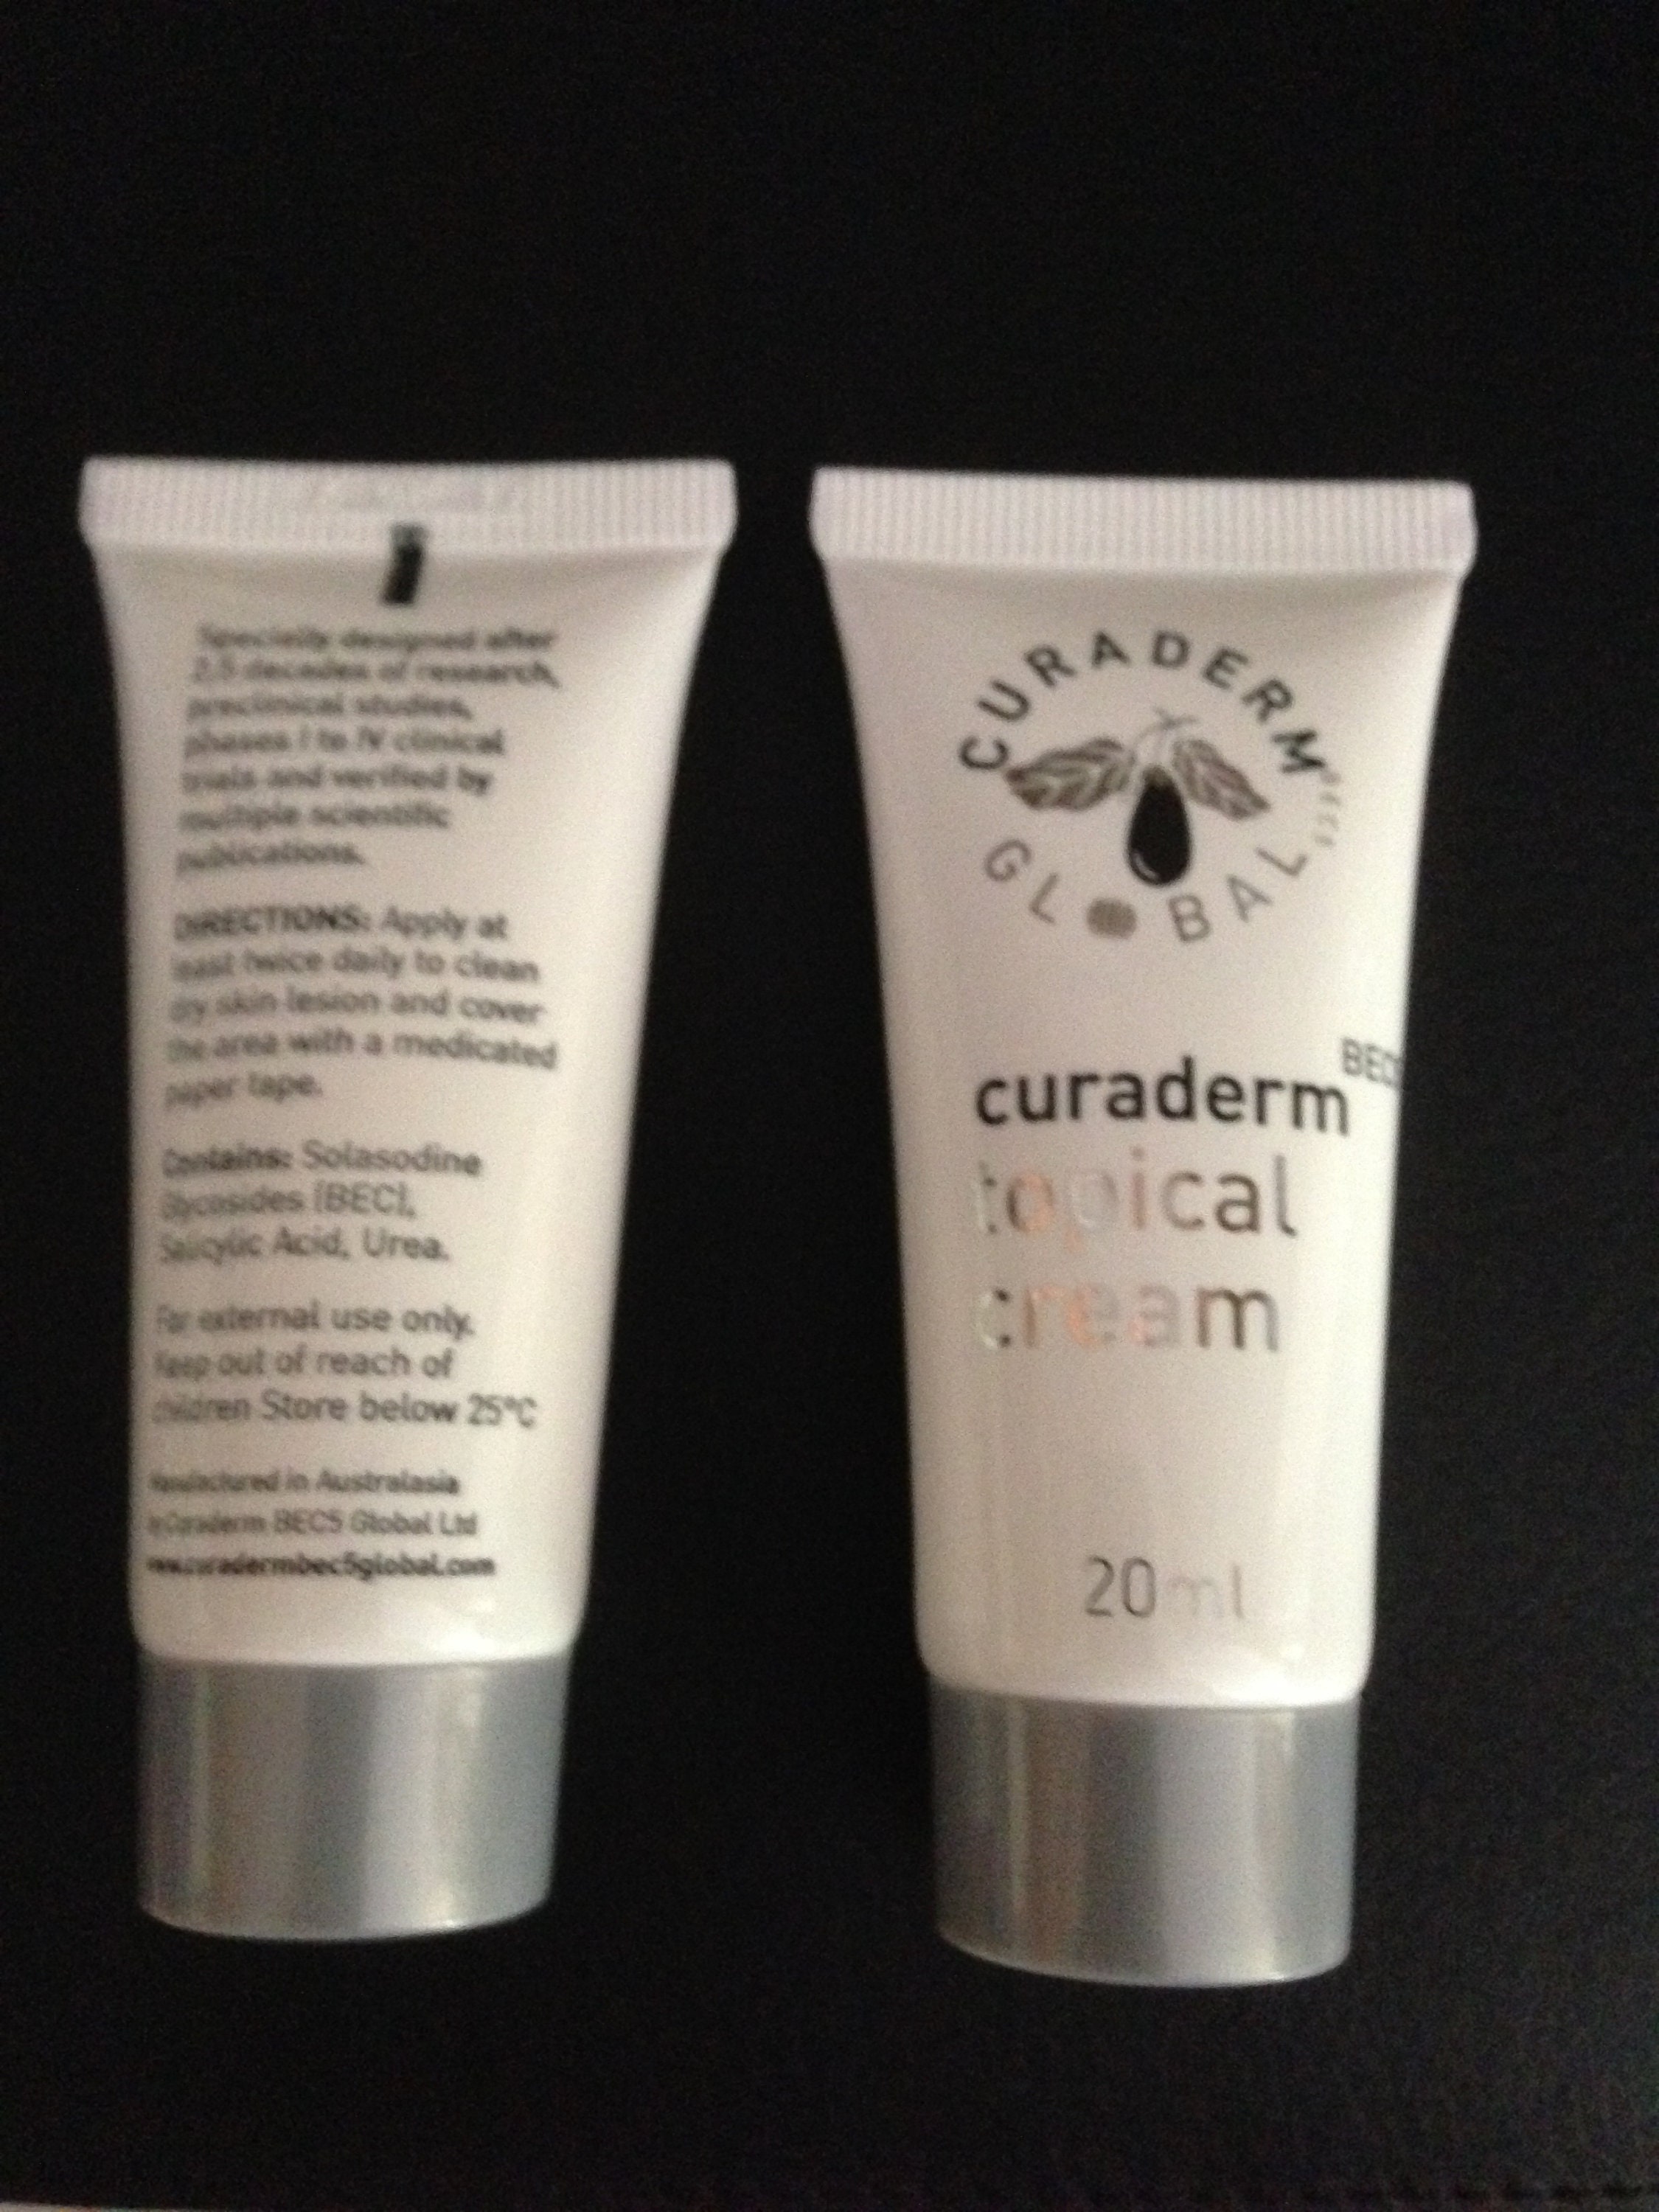 Specially designed after
2,5 decades of research,
preclinical studies,
phases I to IV clinical
trials and verified by
multiple scientific
publications.
DIRECTIONS: Apply at
least twice daily to clean
dry skin lesion and cover
the area with a medicated
paper tape.
Contains: Solasodine
Glycosides (BEC),
Salicylic Acid, Urea.
For external use only.
Keep out of reach of
children Store below 25°C
Manufactured in Australasia
by Curaderm BEC5 Global Ltd
www.curadermbec5global.com
CURADERM
GLOBAL
curaderm BEC
topical
cream
20ml